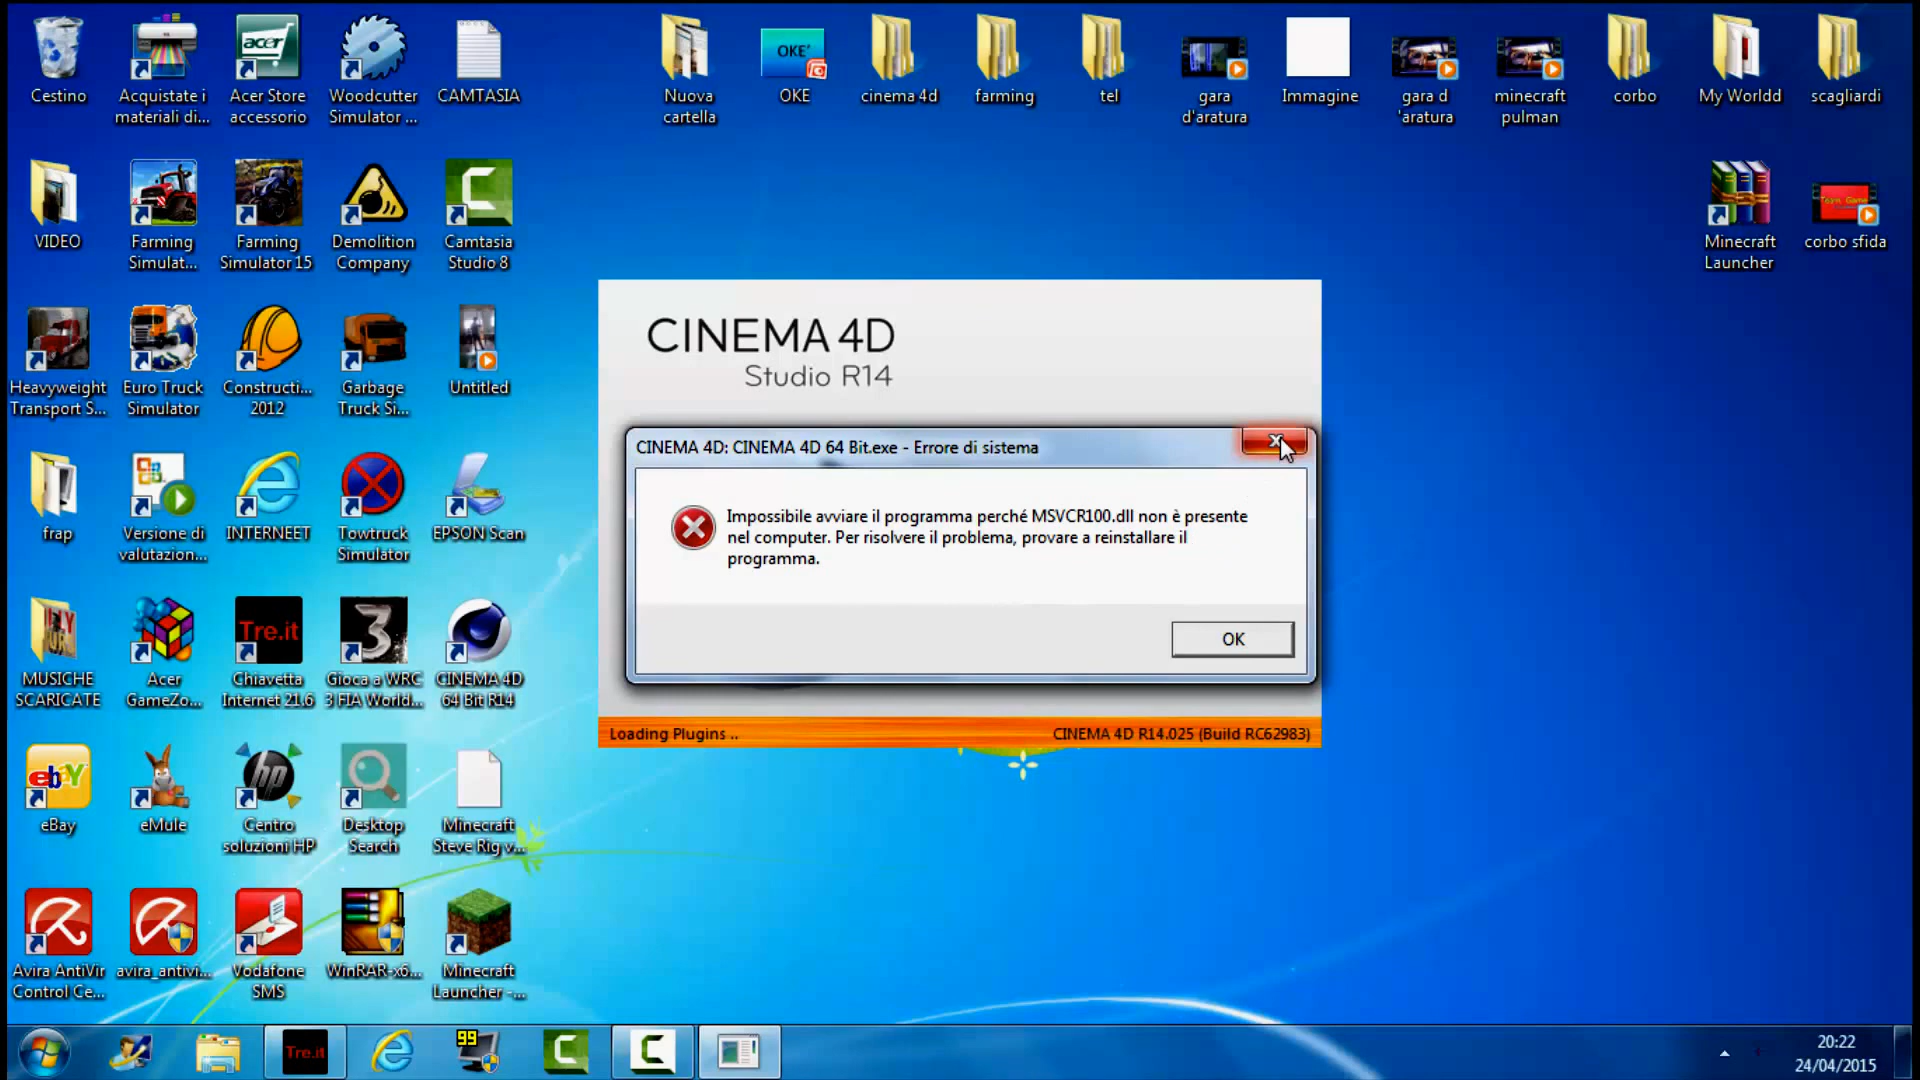 Cestino
Acquistate i
materiali di...
Acer Store
accessorio
Woodcutter
Simulator ...
CAMTASIA
Nuova
cartella
OKE'
OKE
cinema 4d
farming
tel
gara
d'aratura
Immagine
gara d
'aratura
minecraft
pulman
corbo
My Worldd
scagliardi
acer
VIDEO
Farming
Simulat...
Farming
Simulator 15
Demolition
Company
Camtasia
Studio 8
Minecraft
Launcher
corbo sfida
Heavyweight
Transport S...
Euro Truck
Simulator
Constructi...
2012
Garbage
Truck Si...
Untitled
CINEMA 4D
Studio R14
CINEMA 4D: CINEMA 4D 64 Bit.exe - Errore di sistema
Impossibile avviare il programma perché MSVCR100.dll non è presente
nel computer. Per risolvere il problema, provare a reinstallare il
programma.
OK
Loading Plugins ..
CINEMA 4D R14.025 (Build RC62983)
frap
Versione di
valutazion...
INTERNEET
Towtruck
Simulator
EPSON Scan
MUSICHE
SCARICATE
Acer
GameZo...
Tre.it
Chiavetta
Internet 21.6
3
Gioca a WRC
3 FIA World...
CINEMA 4D
64 Bit R14
ebY
eBay
eMule
hp
Centro
soluzioni HP
Desktop
Search
Minecraft
Steve Rig v...
Avira AntiVir
Control Ce...
avira_antivi...
Vodafone
SMS
WinRAR-x6...
Minecraft
Launcher -...
Tre.it
99
20:22
24/04/2015